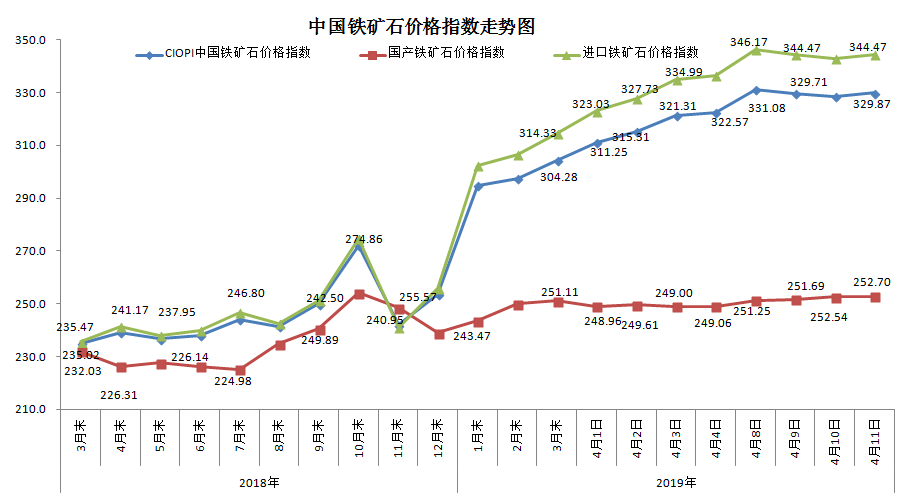 中国铁矿石价格指数走势图
CIOPI中国铁矿石价格指数 国产铁矿石价格指数 进口铁矿石价格指数
350.0
330.0
310.0
290.0
270.0
250.0
230.0
210.0
346.17 344.47 344.47
334.99
327.73
323.03
314.33
329.71 329.87
331.08
321.31 322.57
315.31
311.25
304.28
274.86
235.47 241.17 237.95 246.80 242.50 255.57
240.95
249.89
235.02
232.03 226.31 226.14 224.98 243.47
251.11 248.96 249.61 249.00 249.06 251.25 251.69 252.54 252.70
3月末 4月末 5月末 6月末 7月末 8月末 9月末 10月末 11月末 12月末 1月末 2月末 3月末 4月1日 4月2日 4月3日 4月4日 4月8日 4月9日 4月10日 4月11日
2018年 2019年